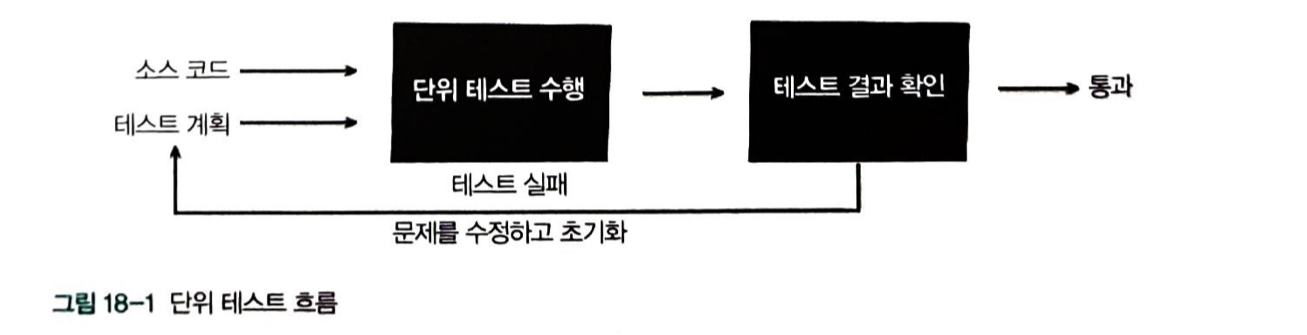 소스 코드
테스트 계획
단위 테스트 수행
테스트 결과 확인
통과
테스트 실패
문제를 수정하고 초기화
그림 18-1 단위 테스트 흐름